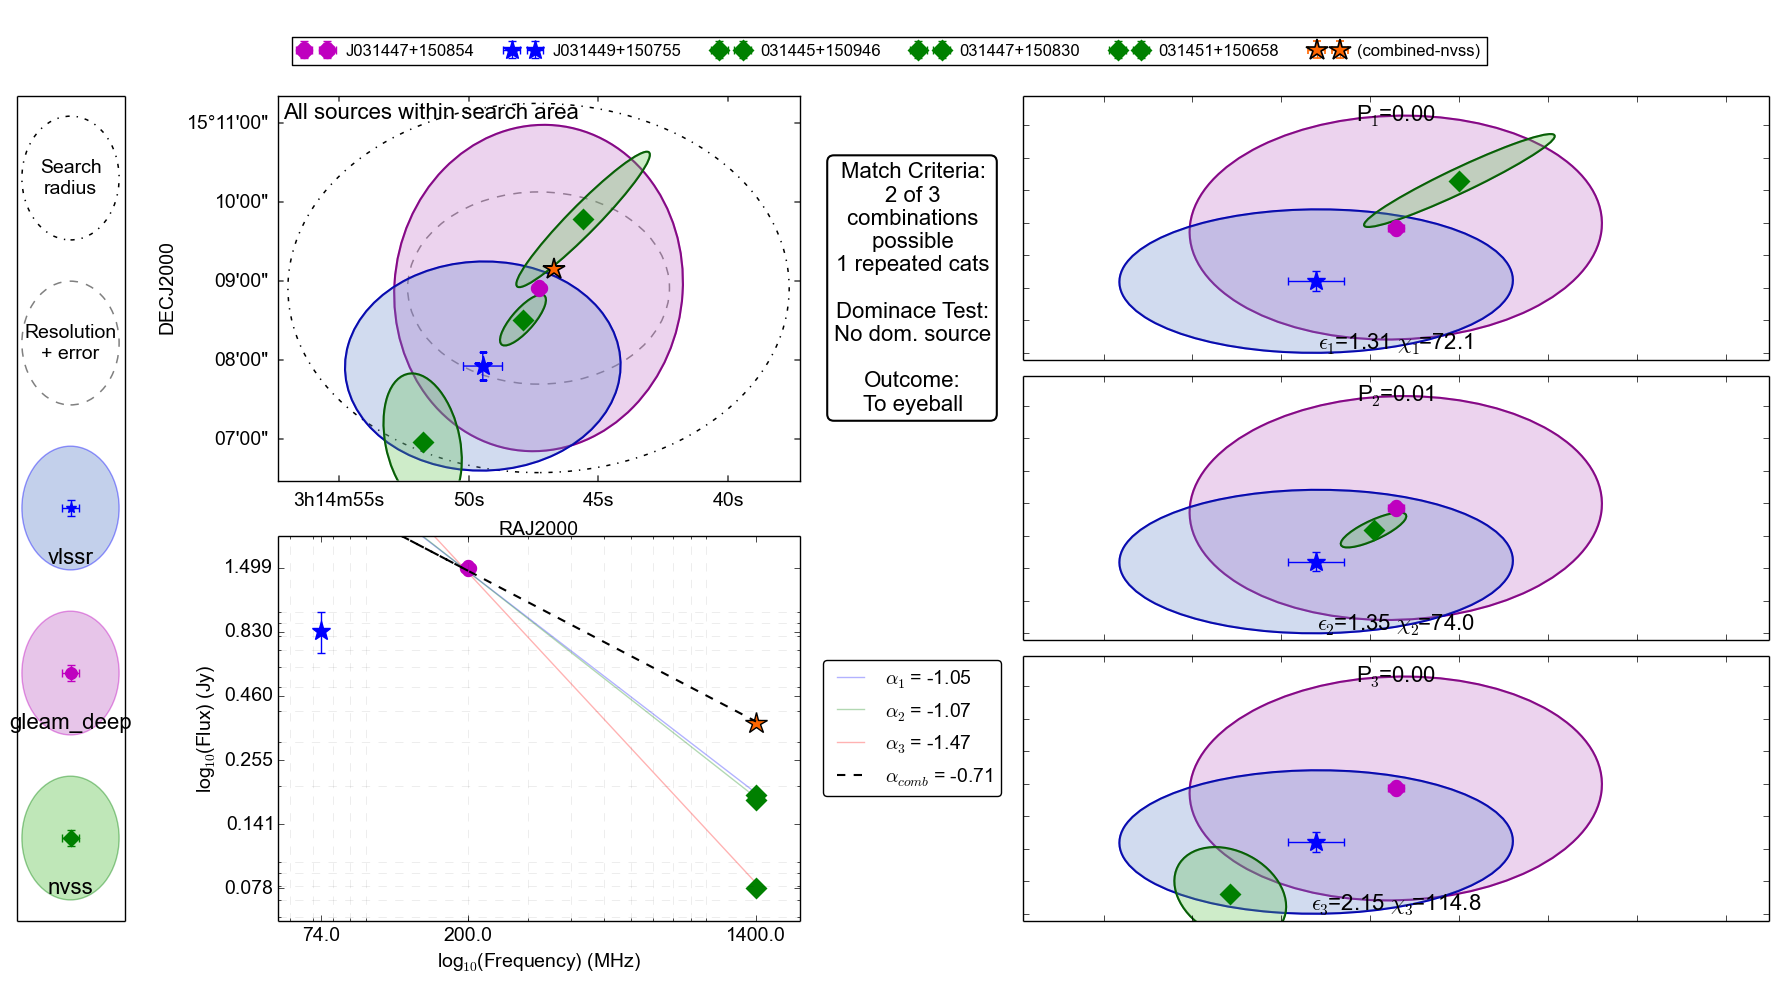 J031447+150854 J031449+150755 031445+150946 031447+150830 031451+150658 (combined-nvss)
Search
radius
Resolution
+ error
vlssr
gleam_deep
nvss
All sources within search area
DECJ2000
15°11'00"
10'00"
09'00"
08'00"
07'00"
3h14m55s 50s 45s 40s
RAJ2000
Match Criteria:
2 of 3
combinations
possible
1 repeated cats
Dominace Test:
No dom. source
Outcome:
To eyeball
log₁₀(Flux) (Jy)
1.499
0.830
0.460
0.255
0.141
0.078
74.0 200.0 1400.0
log₁₀(Frequency) (MHz)
α₁ = -1.05
α₂ = -1.07
α₃ = -1.47
α_comb = -0.71
P₁=0.00
ϵ₁=1.31 χ₁=72.1
P₂=0.01
ϵ₂=1.35 χ₂=74.0
P₃=0.00
ϵ₃=2.15 χ₃=114.8